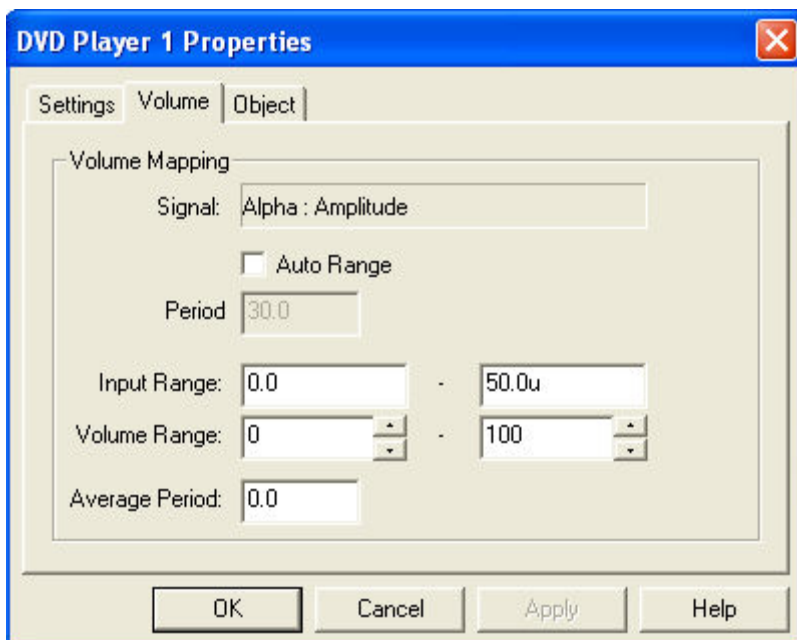 DVD Player 1 Properties
Settings Volume Object
Volume Mapping
Signal: Alpha : Amplitude
Auto Range
Period 30.0
Input Range: 0.0 - 50.0u
Volume Range: 0 - 100
Average Period: 0.0
OK Cancel Apply Help